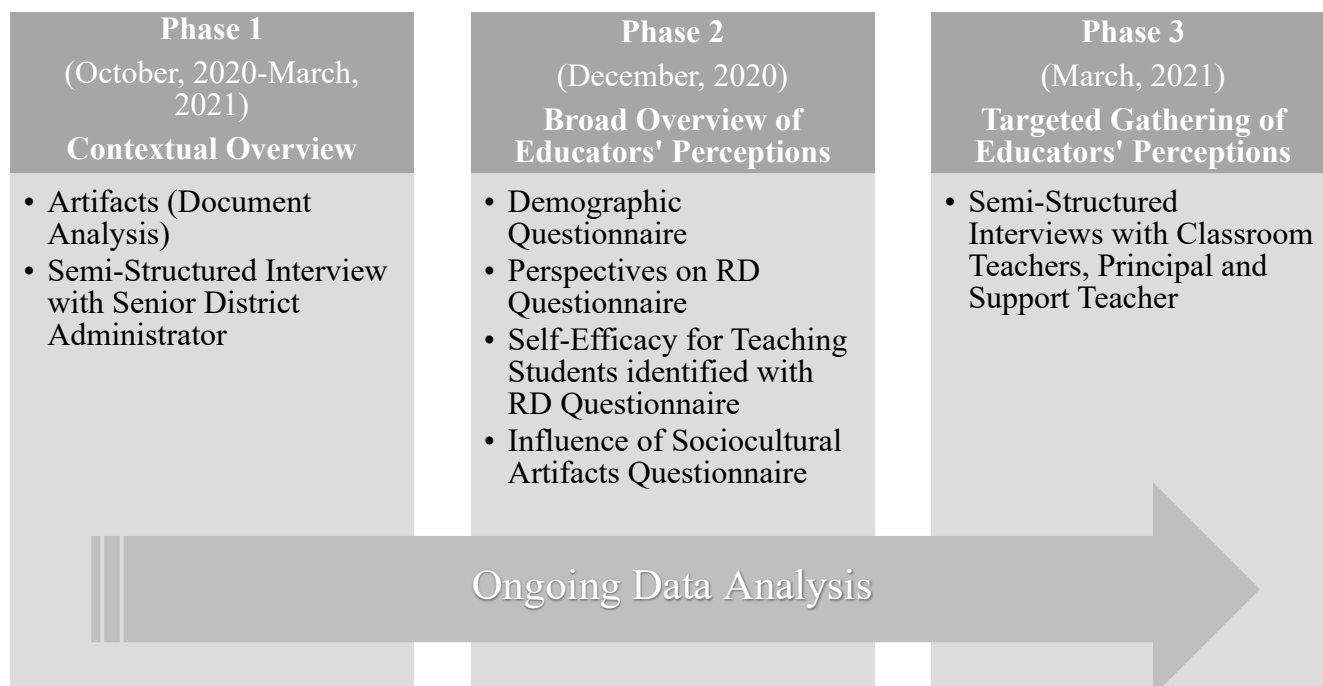 Phase 1
(October, 2020-March,
2021)
Contextual Overview
• Artifacts (Document
Analysis)
• Semi-Structured Interview
with Senior District
Administrator
Phase 2
(December, 2020)
Broad Overview of
Educators' Perceptions
• Demographic
Questionnaire
• Perspectives on RD
Questionnaire
• Self-Efficacy for Teaching
Students identified with
RD Questionnaire
• Influence of Sociocultural
Artifacts Questionnaire
Phase 3
(March, 2021)
Targeted Gathering of
Educators' Perceptions
• Semi-Structured
Interviews with Classroom
Teachers, Principal and
Support Teacher
Ongoing Data Analysis